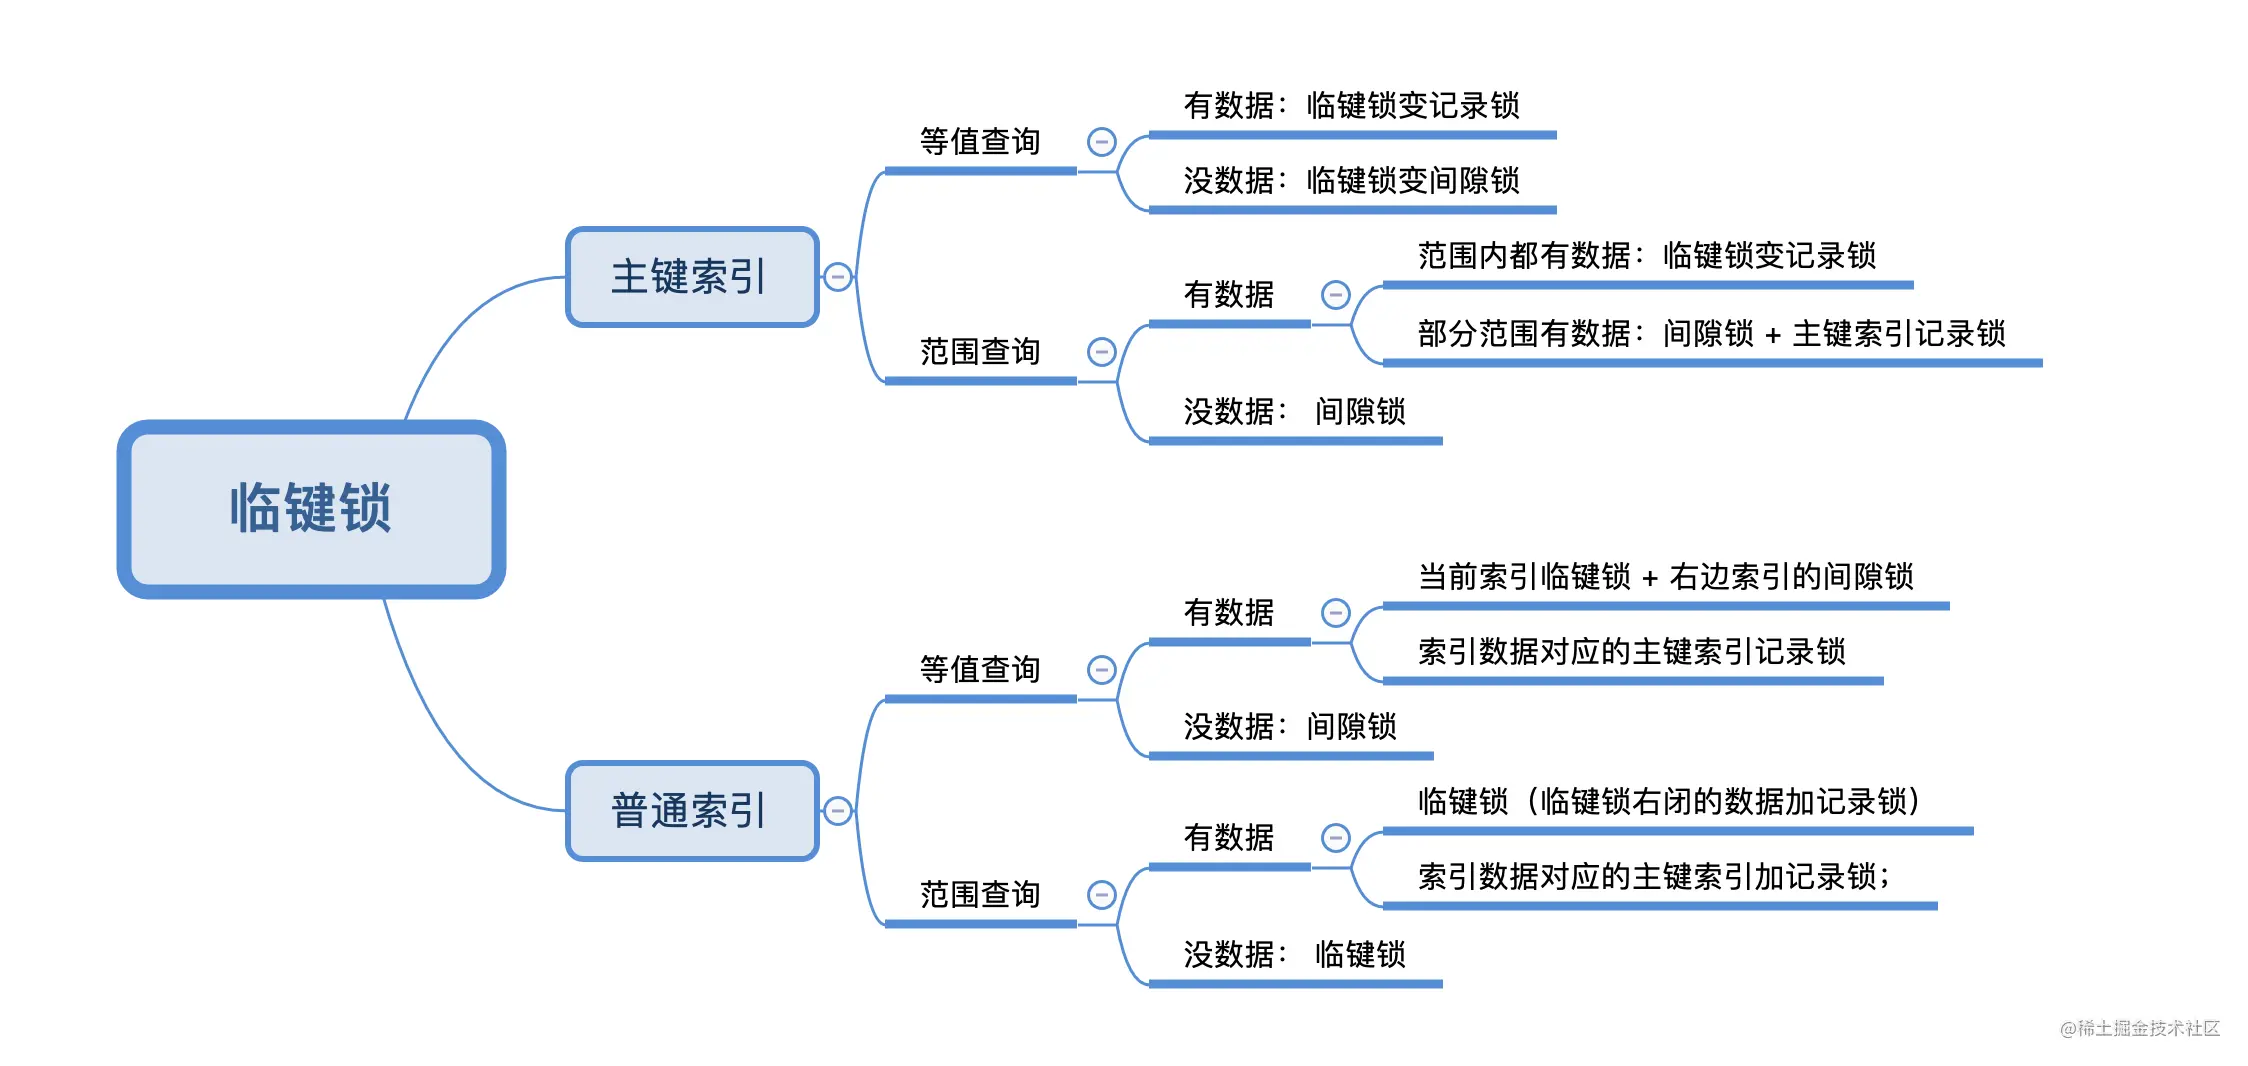 临键锁
主键索引
等值查询
有数据：临键锁变记录锁
没数据：临键锁变间隙锁
范围查询
有数据
范围内都有数据：临键锁变记录锁
部分范围有数据：间隙锁 + 主键索引记录锁
没数据： 间隙锁
普通索引
等值查询
有数据
当前索引临键锁 + 右边索引的间隙锁
索引数据对应的主键索引记录锁
没数据：间隙锁
范围查询
有数据
临键锁（临键锁右闭的数据加记录锁）
索引数据对应的主键索引加记录锁；
没数据： 临键锁
@稀土掘金技术社区